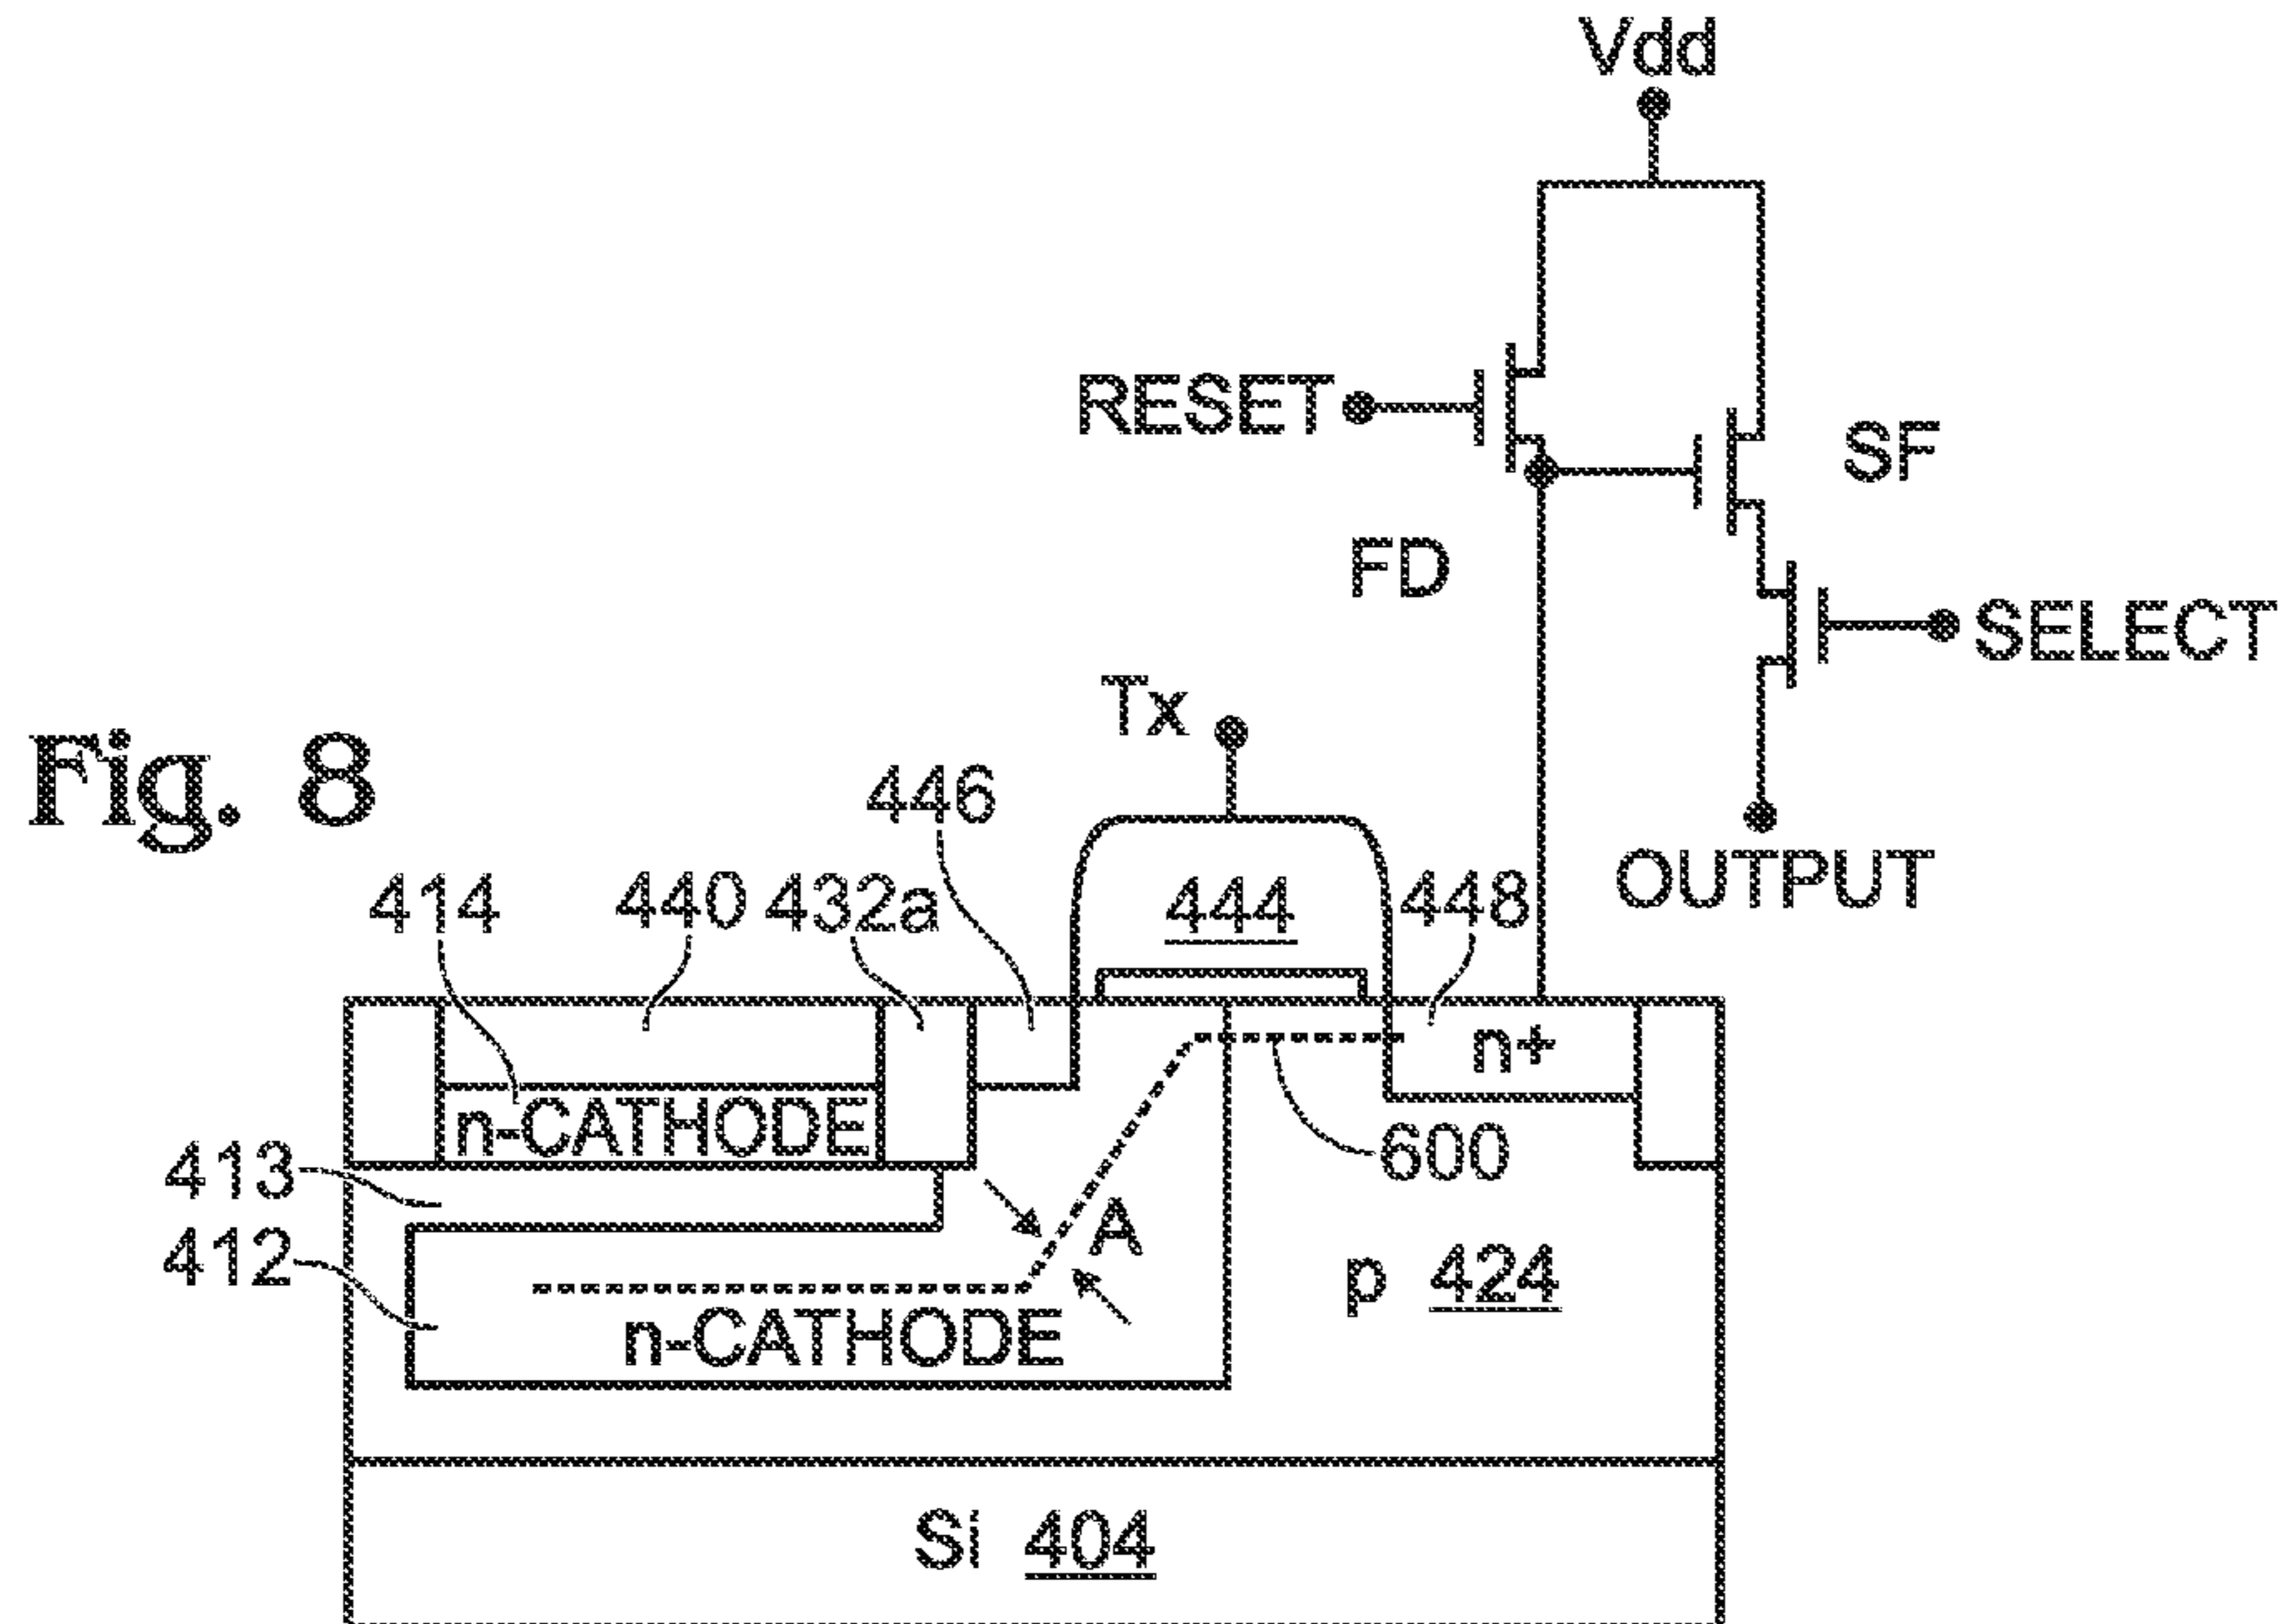 Vdd
RESET
SF
FD
SELECT
Tx
Fig. 8
446
OUTPUT
414
440
432a
444
448
n+
n-CATHODE
600
413
A
412
p 424
n-CATHODE
Si 404